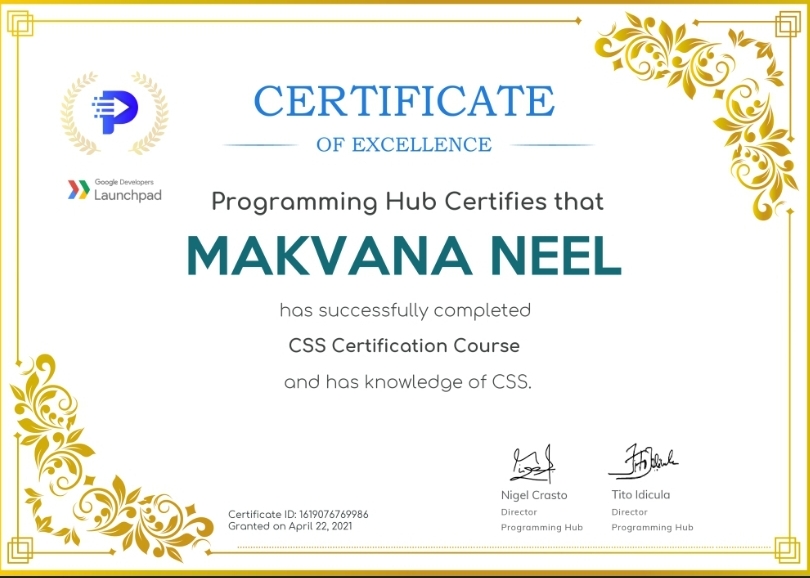 CERTIFICATE
OF EXCELLENCE
Google Developers
Launchpad
Programming Hub Certifies that
MAKVANA NEEL
has successfully completed
CSS Certification Course
and has knowledge of CSS.
Nigel Crasto
Director
Programming Hub
Tito Idicula
Director
Programming Hub
Certificate ID: 1619076769986
Granted on April 22, 2021